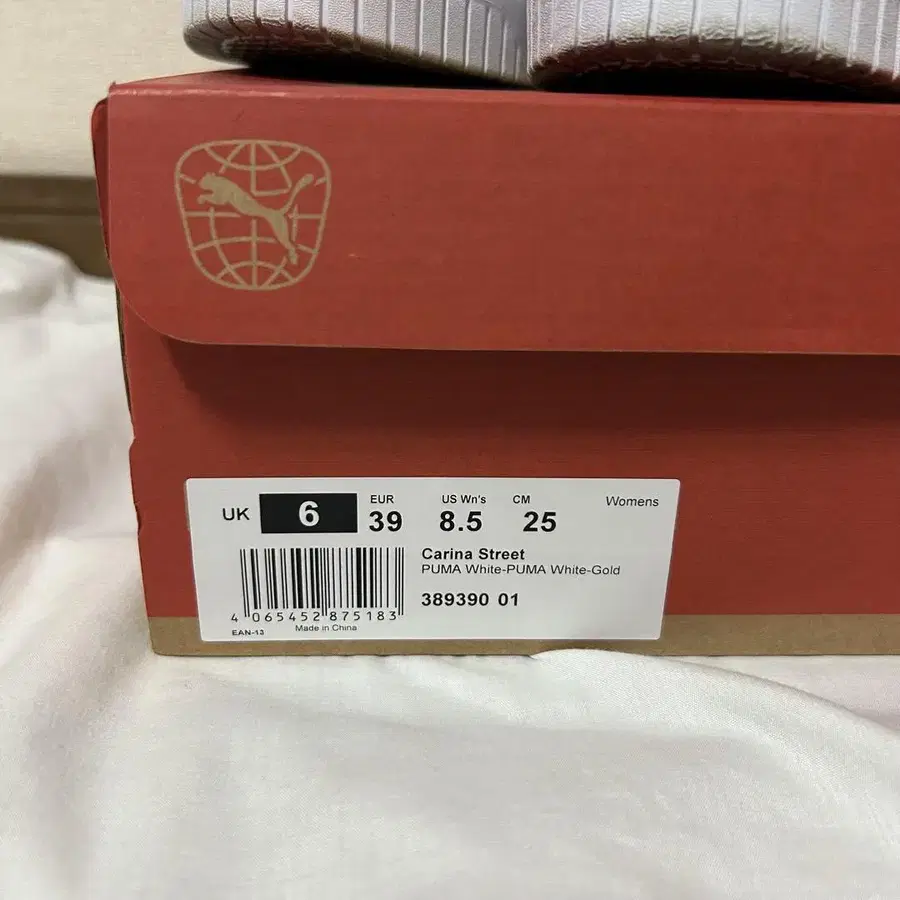 UK 6 EUR 39 US Wn's 8.5 CM 25 Womens
Carina Street
PUMA White-PUMA White-Gold
389390 01
4 065452 875183
EAN-13 Made in China